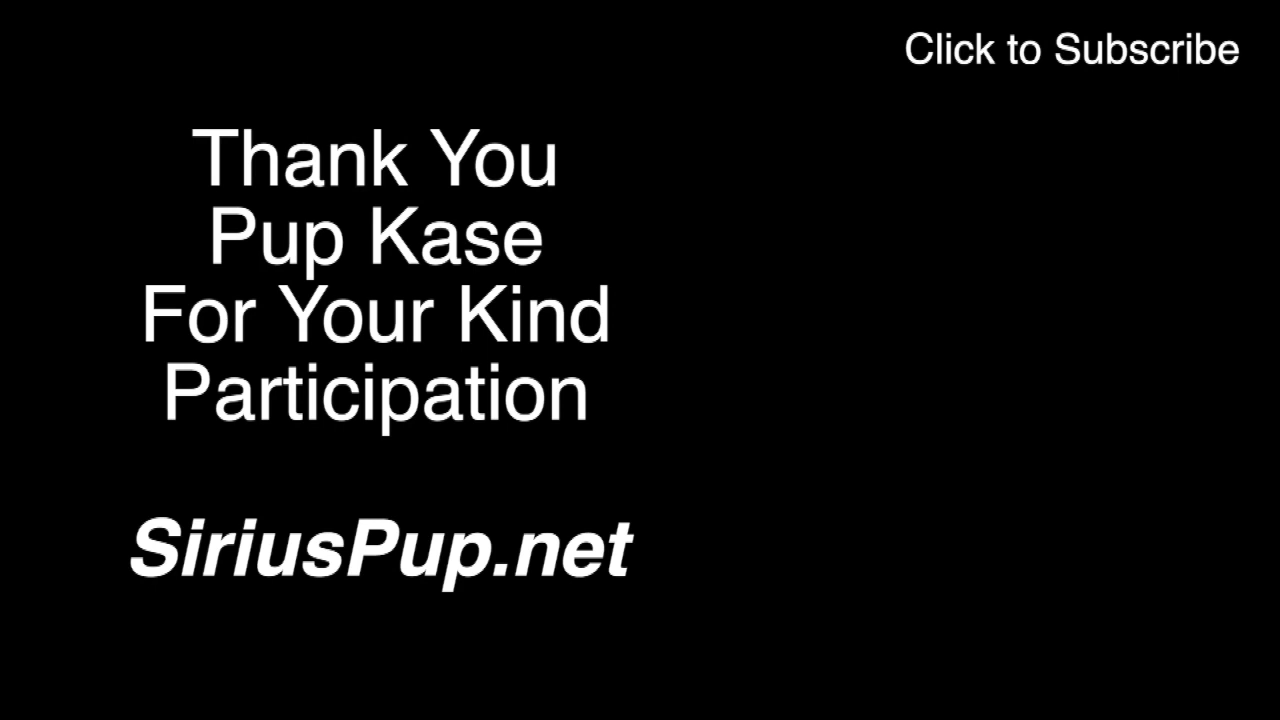 Click to Subscribe
Thank You
Pup Kase
For Your Kind
Participation
SiriusPup.net